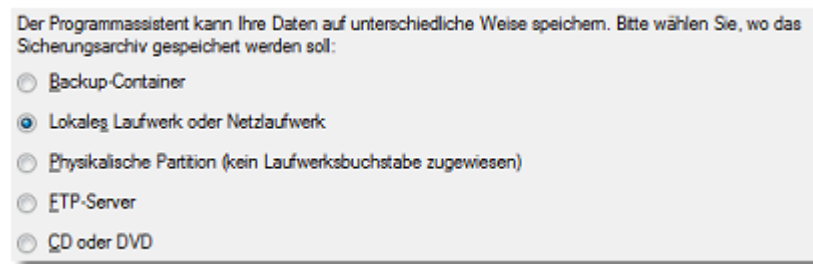 Der Programmassistent kann Ihre Daten auf unterschiedliche Weise speichern. Bitte wählen Sie, wo das
Sicherungsarchiv gespeichert werden soll:
Backup-Container
Lokales Laufwerk oder Netzlaufwerk
Physikalische Partition (kein Laufwerksbuchstabe zugewiesen)
FTP-Server
CD oder DVD